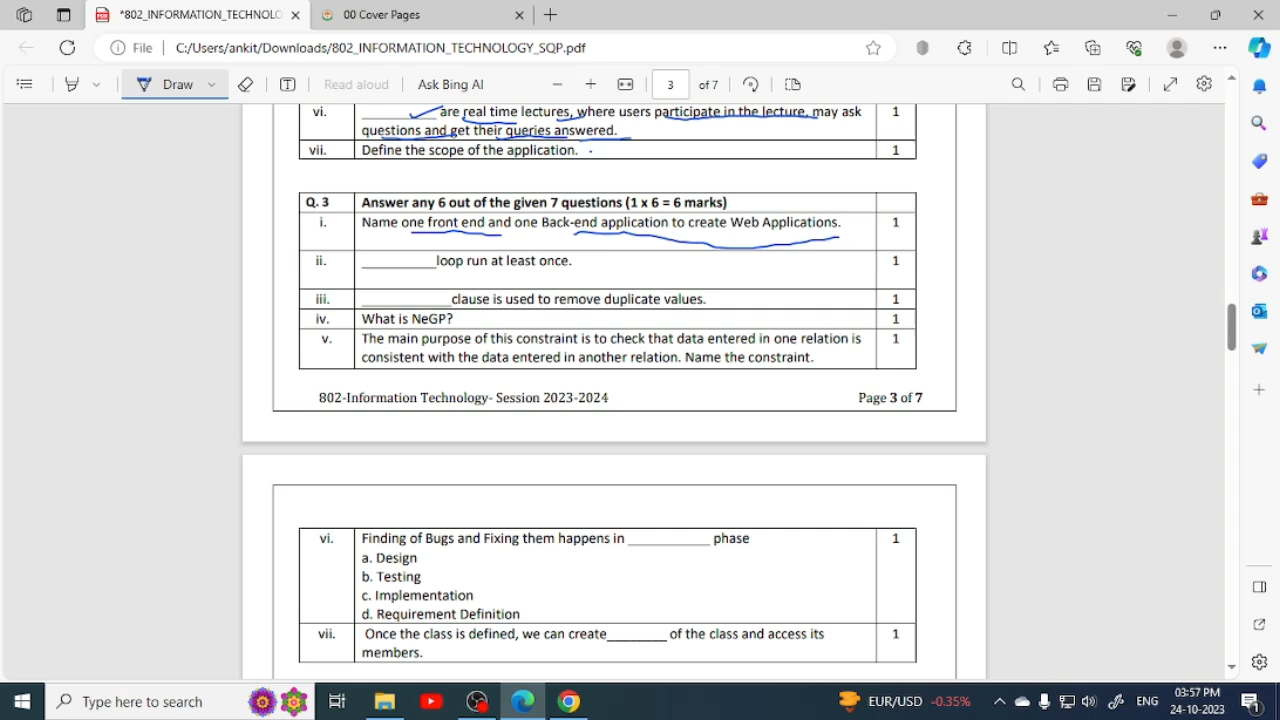 *802_INFORMATION_TECHNOLO
00 Cover Pages
File
C:/Users/ankit/Downloads/802_INFORMATION_TECHNOLOGY_SQP.pdf
Draw
Read aloud
Ask Bing AI
3 of 7
vi. ________ are real time lectures, where users participate in the lecture, may ask 1
questions and get their queries answered.
vii. Define the scope of the application. 1
Q. 3 Answer any 6 out of the given 7 questions (1 x 6 = 6 marks)
i. Name one front end and one Back-end application to create Web Applications. 1
ii. __________loop run at least once. 1
iii. ____________clause is used to remove duplicate values. 1
iv. What is NeGP? 1
v. The main purpose of this constraint is to check that data entered in one relation is 1
consistent with the data entered in another relation. Name the constraint.
802-Information Technology- Session 2023-2024 Page 3 of 7
vi. Finding of Bugs and Fixing them happens in ___________ phase 1
a. Design
b. Testing
c. Implementation
d. Requirement Definition
vii. Once the class is defined, we can create________ of the class and access its 1
members.
Type here to search
EUR/USD -0.35%
ENG
03:57 PM
24-10-2023
1